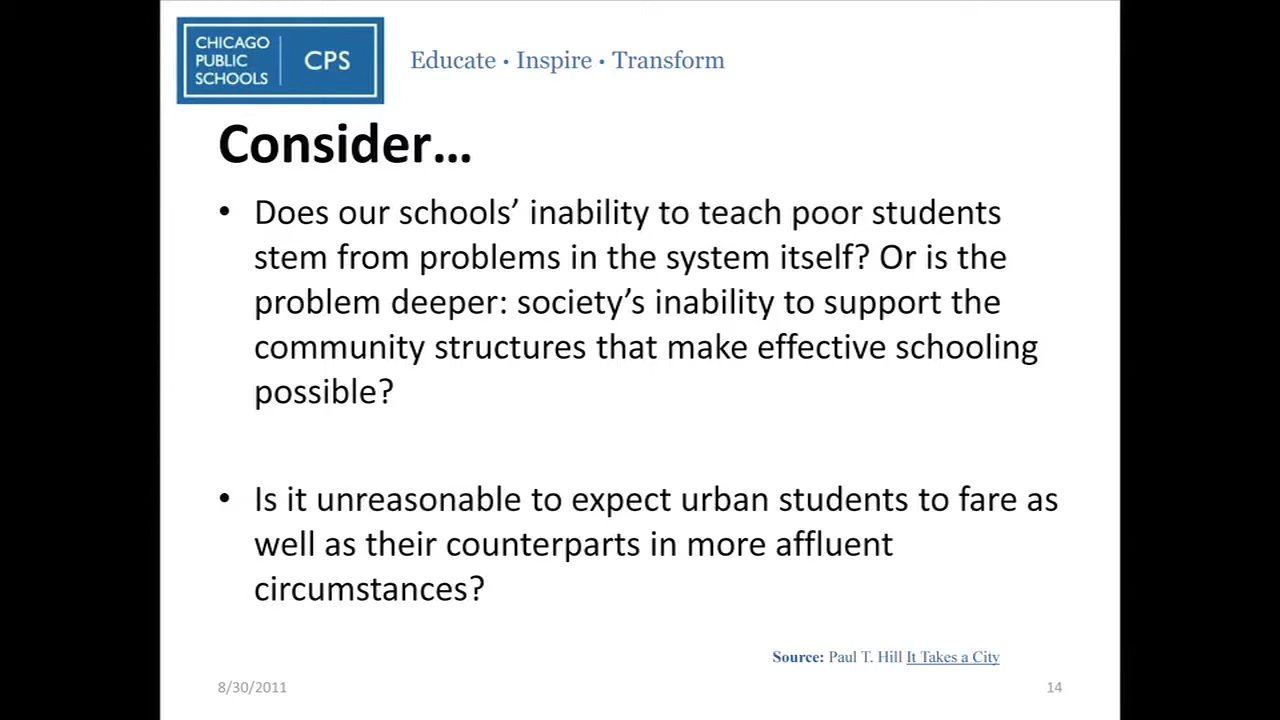 CHICAGO
PUBLIC
SCHOOLS
CPS
Educate • Inspire • Transform
Consider…
• Does our schools’ inability to teach poor students
stem from problems in the system itself? Or is the
problem deeper: society’s inability to support the
community structures that make effective schooling
possible?
• Is it unreasonable to expect urban students to fare as
well as their counterparts in more affluent
circumstances?
Source: Paul T. Hill It Takes a City
8/30/2011
14